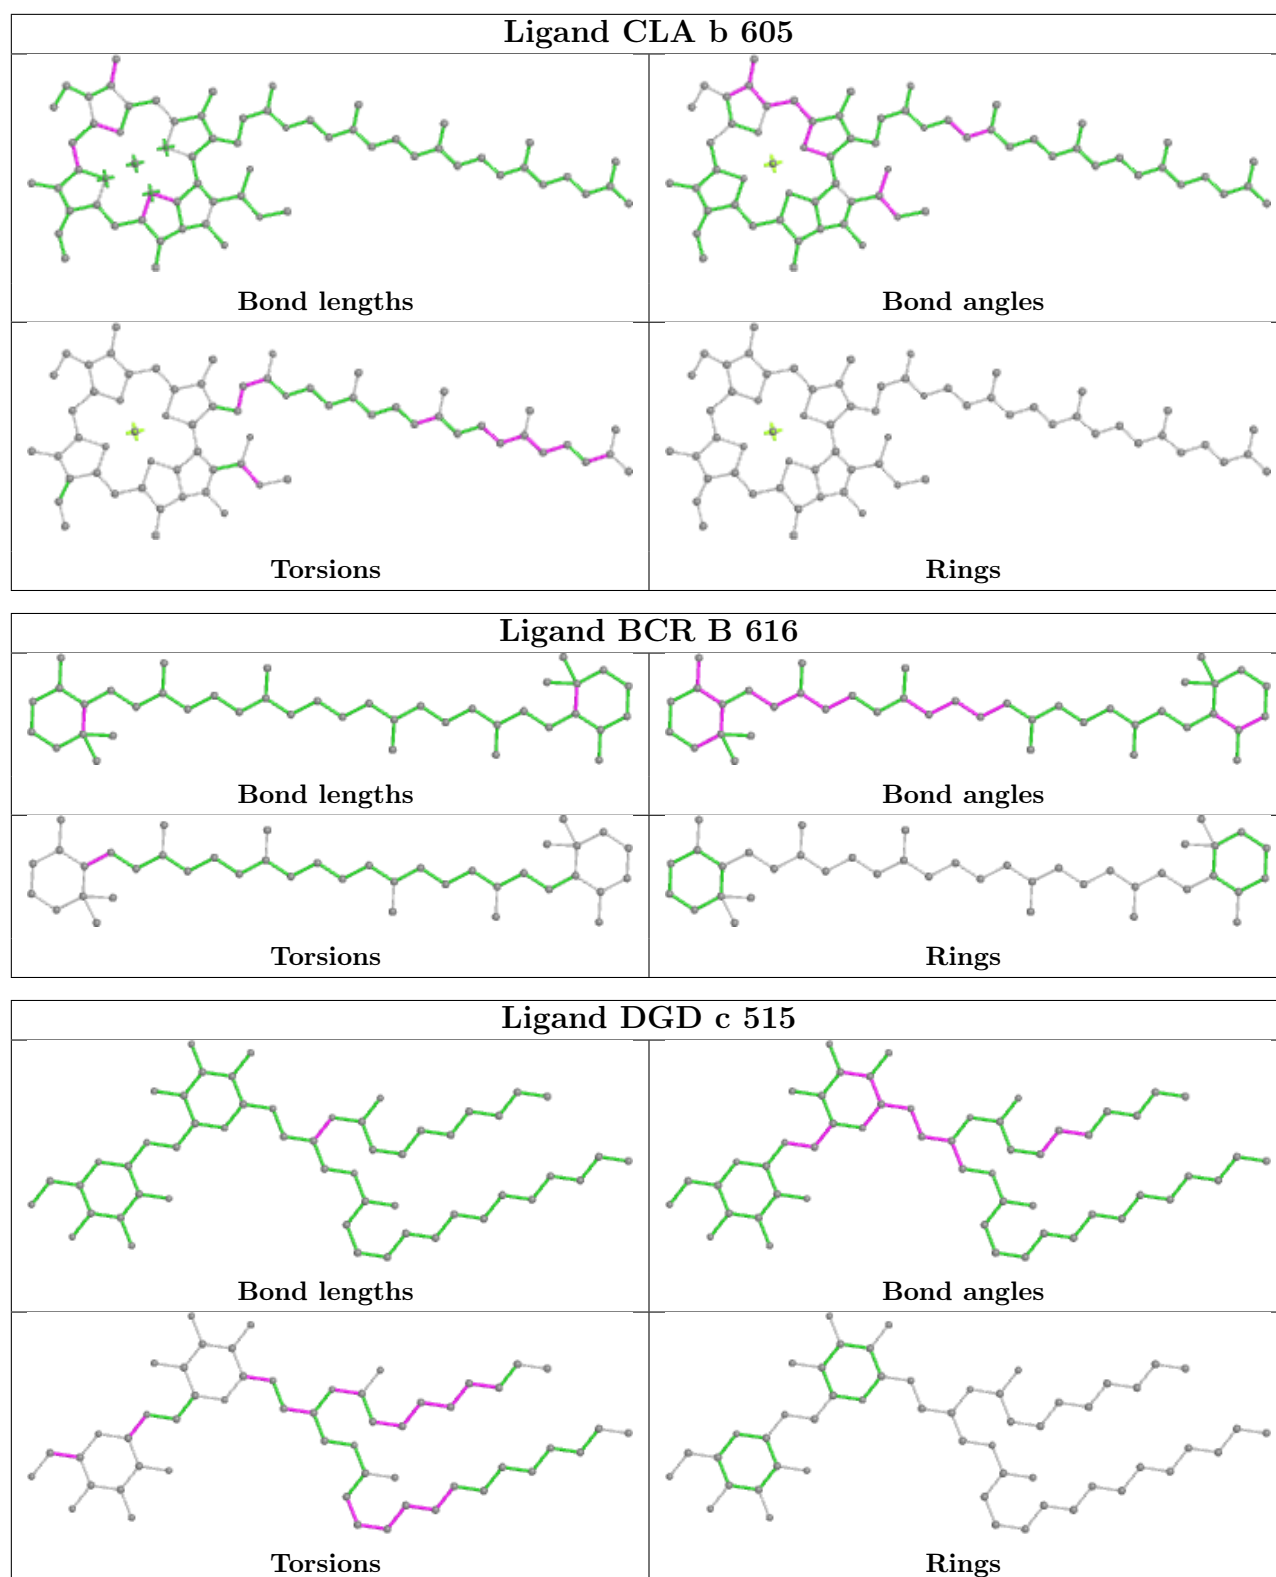 Ligand CLA b 605
Bond lengths
Bond angles
Torsions
Rings
Ligand BCR B 616
Bond lengths
Bond angles
Torsions
Rings
Ligand DGD c 515
Bond lengths
Bond angles
Torsions
Rings